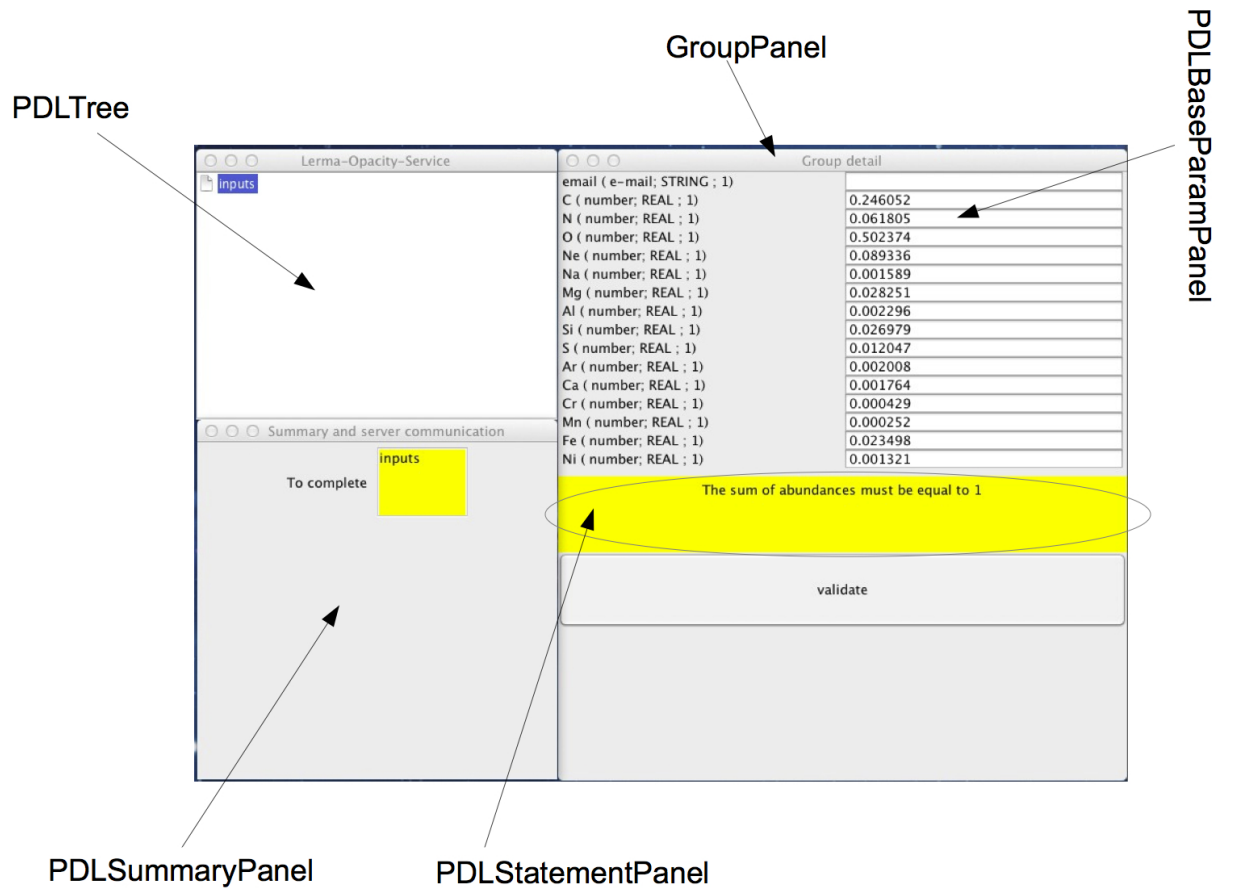 GroupPanel
PDLBaseParamPanel
PDLTree
Lerma-Opacity-Service
inputs
Group detail
email ( e-mail; STRING ; 1)
C ( number; REAL ; 1) 0.246052
N ( number; REAL ; 1) 0.061805
O ( number; REAL ; 1) 0.502374
Ne ( number; REAL ; 1) 0.089336
Na ( number; REAL ; 1) 0.001589
Mg ( number; REAL ; 1) 0.028251
Al ( number; REAL ; 1) 0.002296
Si ( number; REAL ; 1) 0.026979
S ( number; REAL ; 1) 0.012047
Ar ( number; REAL ; 1) 0.002008
Ca ( number; REAL ; 1) 0.001764
Cr ( number; REAL ; 1) 0.000429
Mn ( number; REAL ; 1) 0.000252
Fe ( number; REAL ; 1) 0.023498
Ni ( number; REAL ; 1) 0.001321
Summary and server communication
To complete
inputs
The sum of abundances must be equal to 1
validate
PDLSummaryPanel
PDLStatementPanel